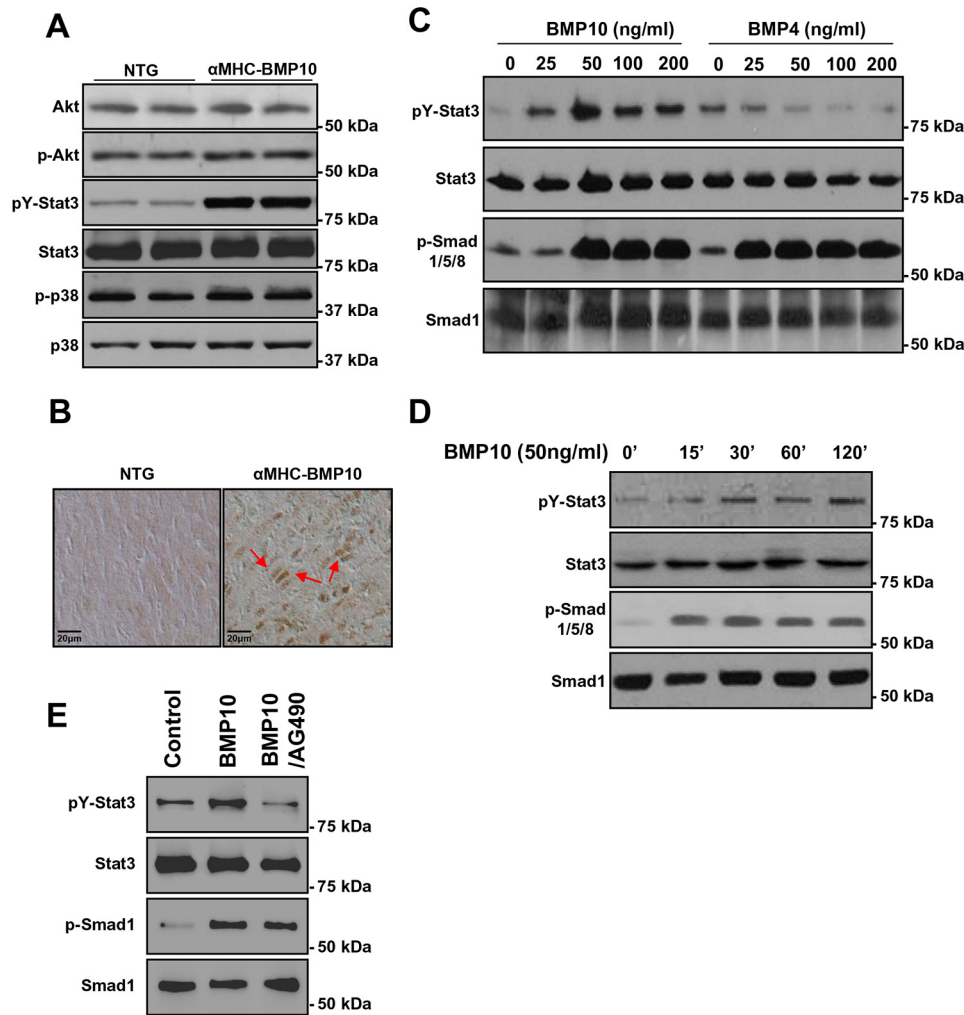 A
NTG αMHC-BMP10
Akt
50 kDa
p-Akt
50 kDa
pY-Stat3
75 kDa
Stat3
75 kDa
p-p38
37 kDa
p38
37 kDa
B
NTG αMHC-BMP10
20μm 20μm
C
BMP10 (ng/ml) BMP4 (ng/ml)
0 25 50 100 200 0 25 50 100 200
pY-Stat3
75 kDa
Stat3
75 kDa
p-Smad
1/5/8
50 kDa
Smad1
50 kDa
D
BMP10 (50ng/ml) 0’ 15’ 30’ 60’ 120’
pY-Stat3
75 kDa
Stat3
75 kDa
p-Smad
1/5/8
50 kDa
Smad1
50 kDa
E
Control
BMP10
BMP10
/AG490
pY-Stat3
75 kDa
Stat3
75 kDa
p-Smad1
50 kDa
Smad1
50 kDa